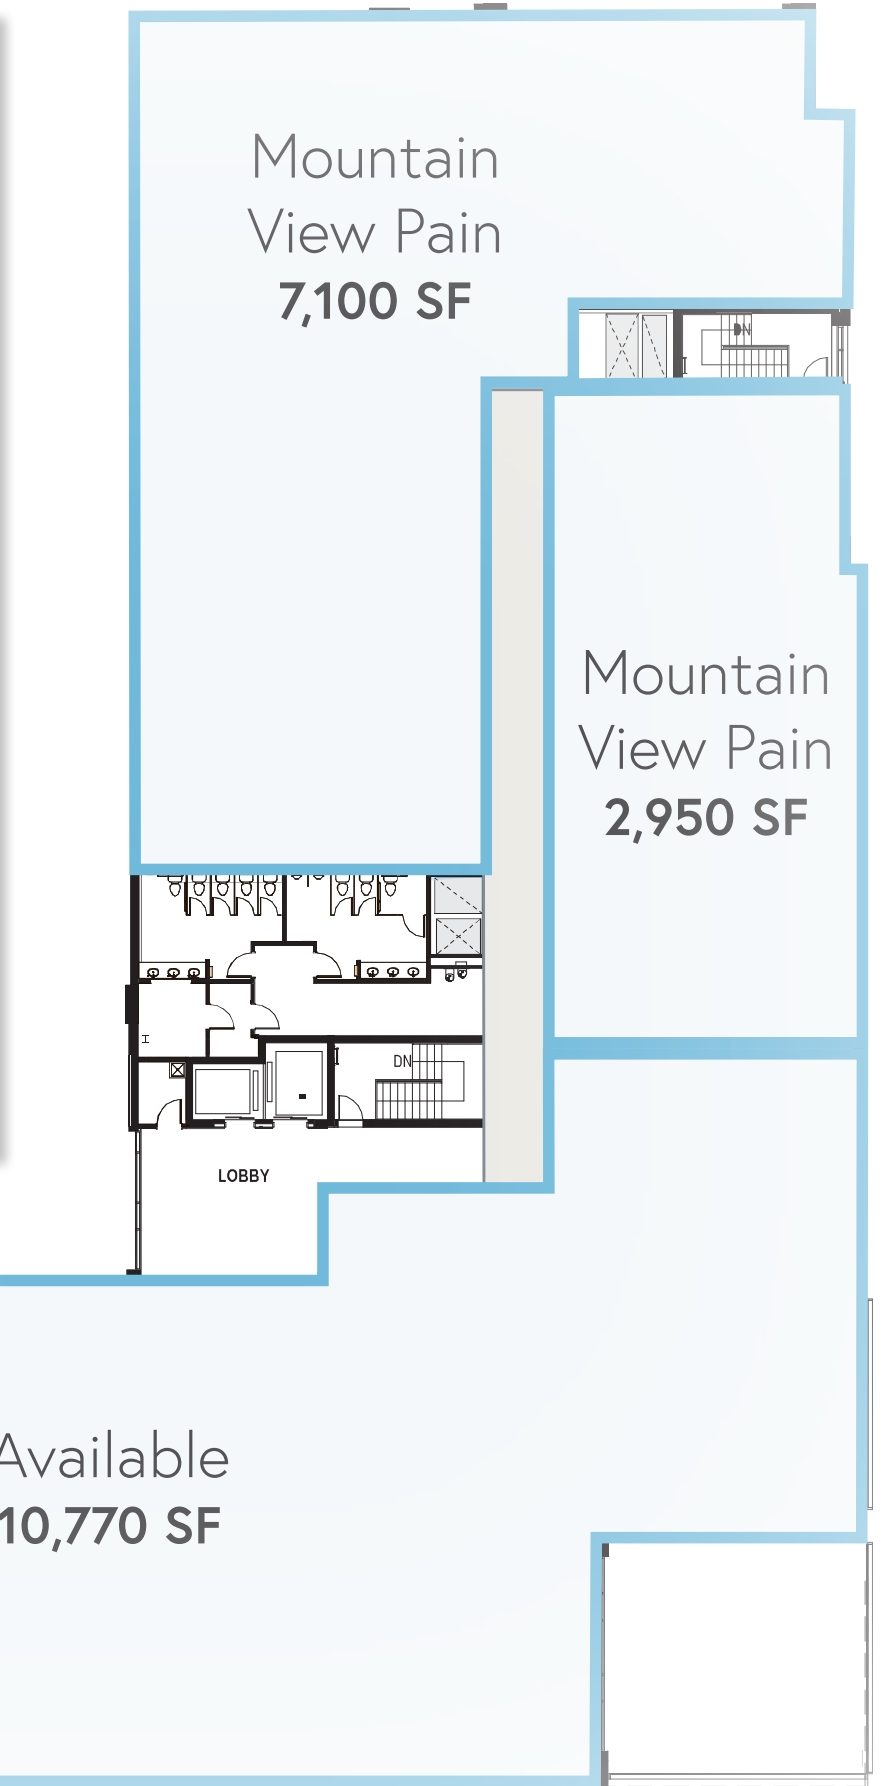 Mountain
View Pain
7,100 SF
DN
Mountain
View Pain
2,950 SF
DN
LOBBY
Available
10,770 SF